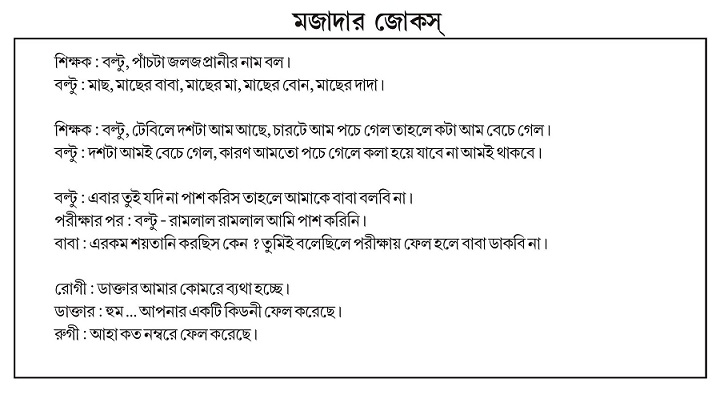 মজাদার জোকস্
শিক্ষক : বল্টু, পাঁচটা জলজ প্রানীর নাম বল।
বল্টু : মাছ, মাছের বাবা, মাছের মা, মাছের বোন, মাছের দাদা।
শিক্ষক : বল্টু, টেবিলে দশটা আম আছে, চারটে আম পচে গেল তাহলে কটা আম বেচে গেল।
বল্টু : দশটা আমই বেচে গেল, কারণ আমতো পচে গেলে কলা হয়ে যাবে না আমই থাকবে।
বল্টু : এবার তুই যদি না পাশ করিস তাহলে আমাকে বাবা বলবি না।
পরীক্ষার পর : বল্টু - রামলাল রামলাল আমি পাশ করিনি।
বাবা : এরকম শয়তানি করছিস কেন ? তুমিই বলেছিলে পরীক্ষায় ফেল হলে বাবা ডাকবি না।
রোগী : ডাক্তার আমার কোমরে ব্যথা হচ্ছে।
ডাক্তার : হুম ... আপনার একটি কিডনী ফেল করেছে।
রুগী : আহা কত নম্বরে ফেল করেছে।